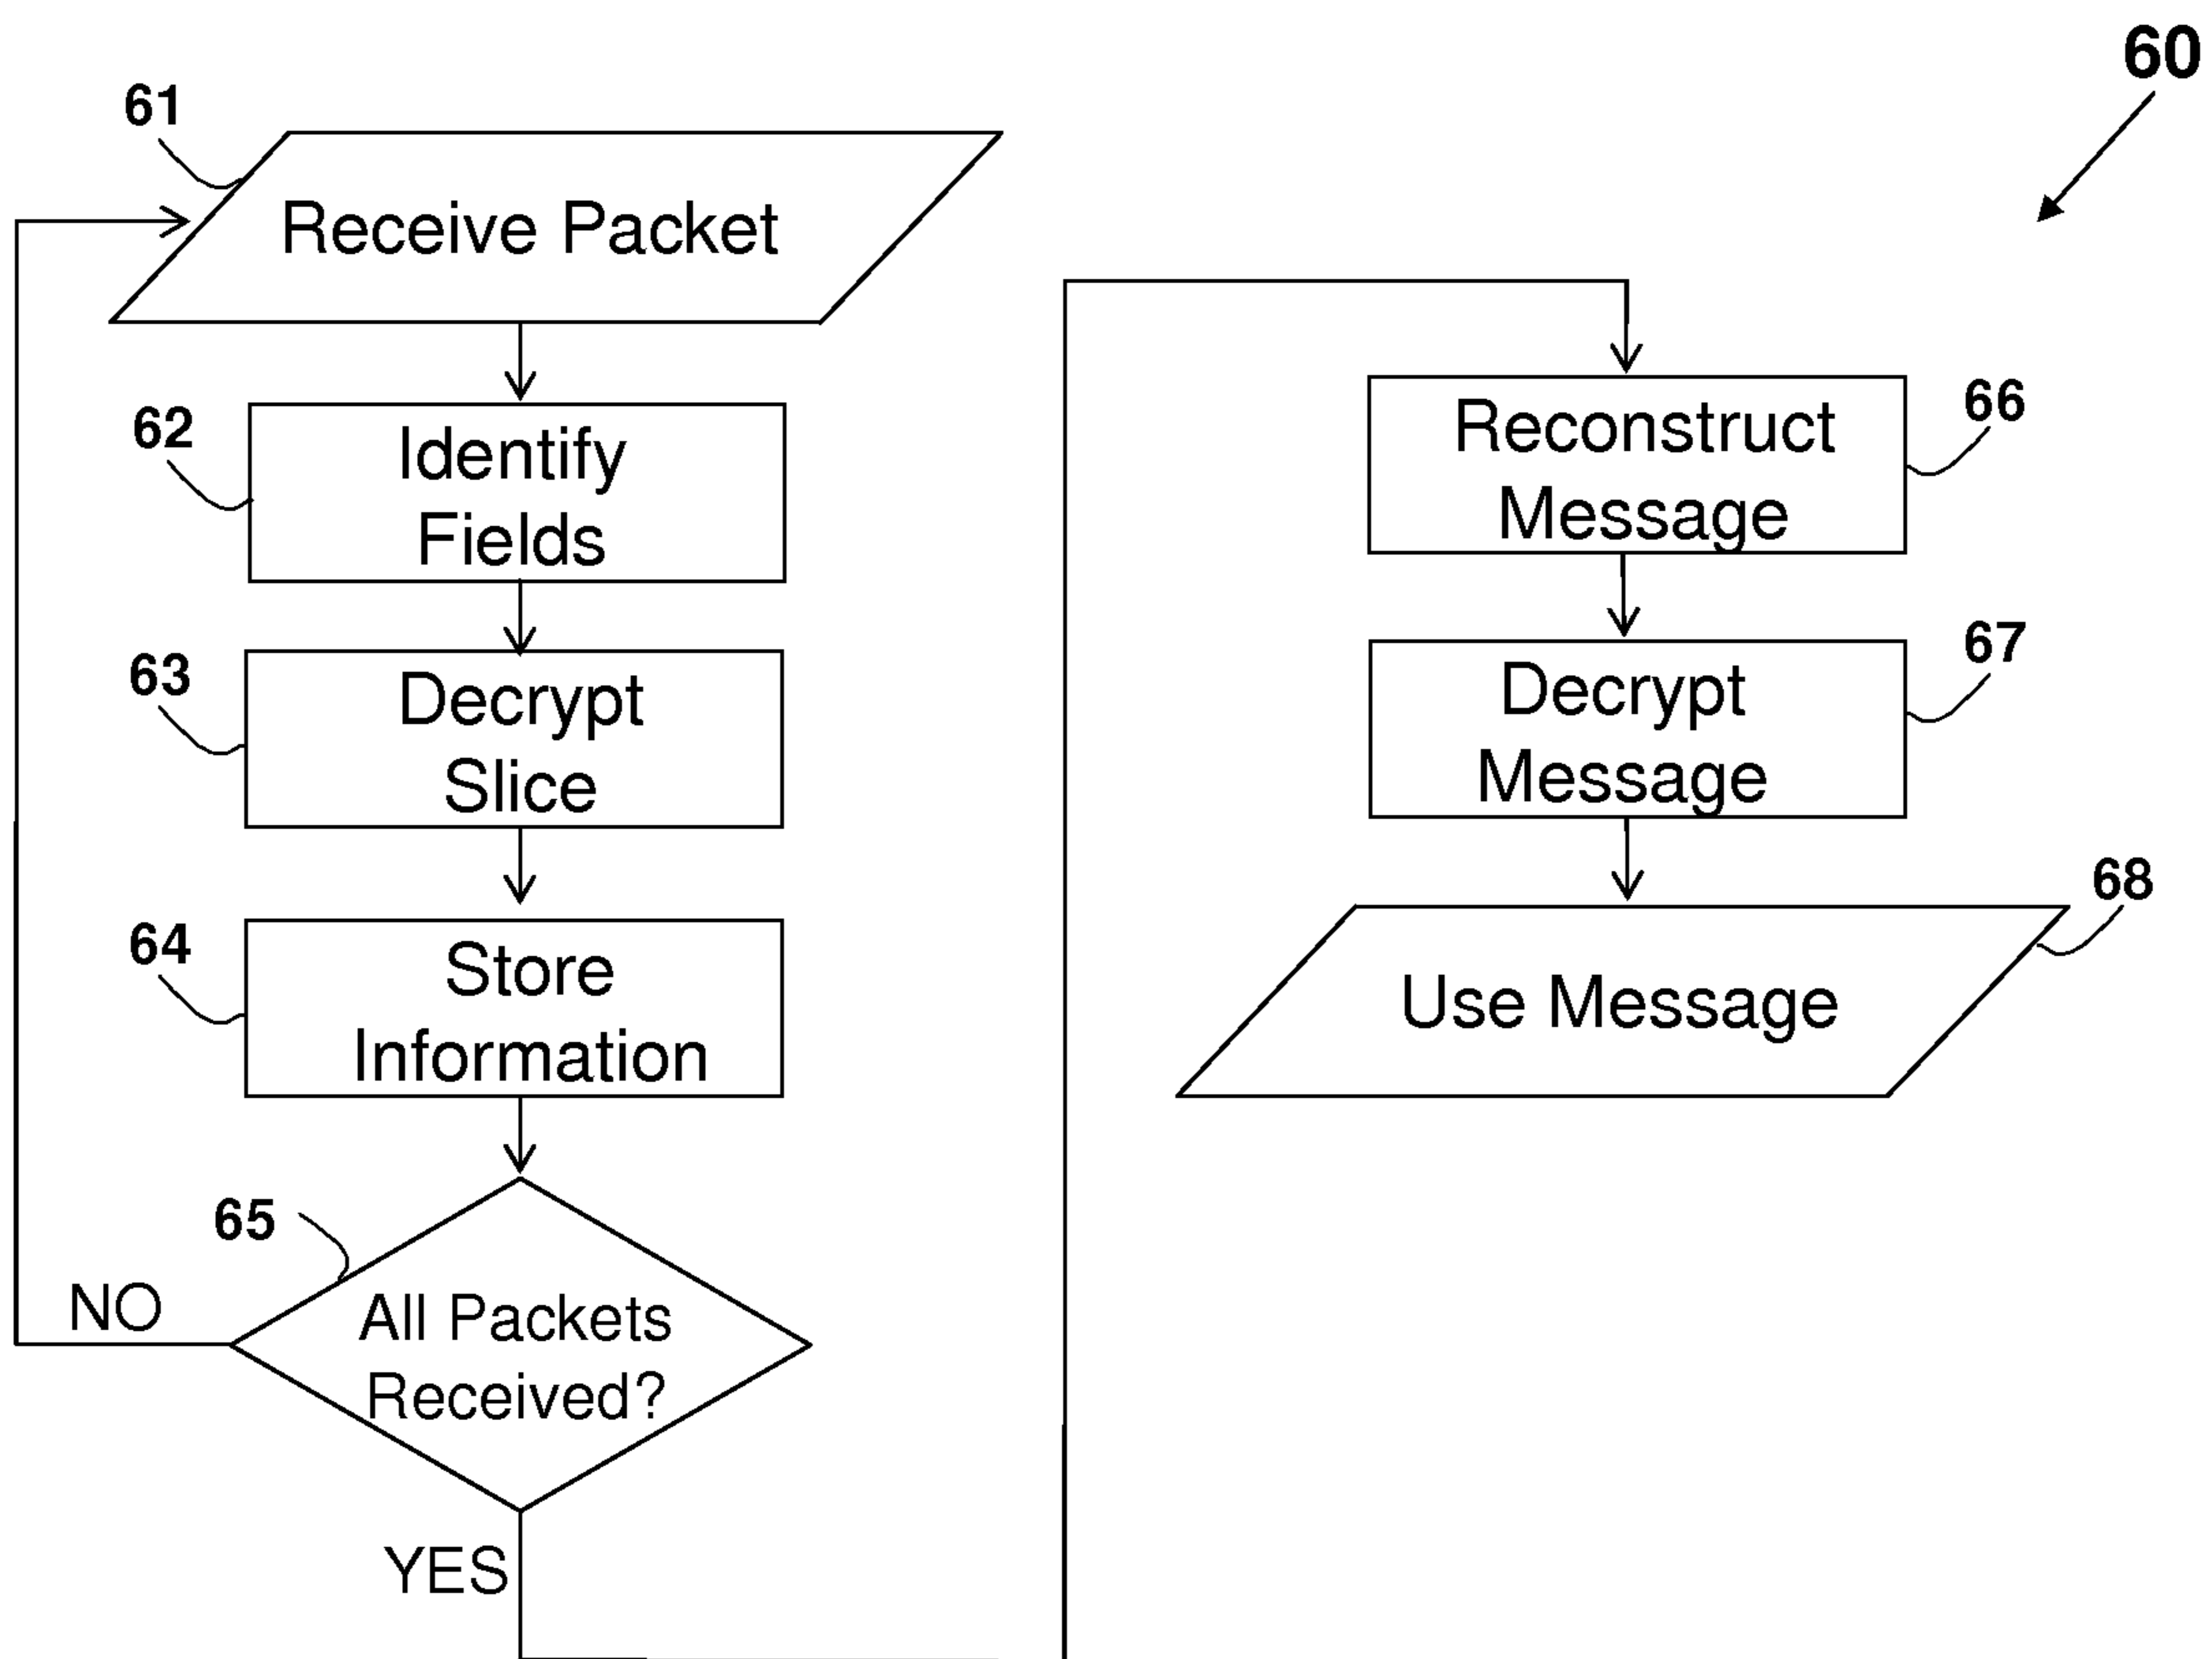 60
61
Receive Packet
62
Identify
Fields
63
Decrypt
Slice
64
Store
Information
65
All Packets
Received?
NO
YES
66
Reconstruct
Message
67
Decrypt
Message
68
Use Message